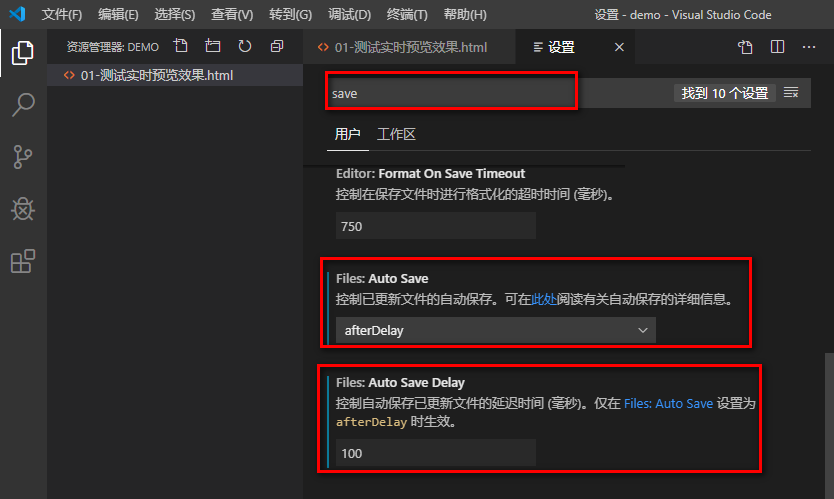 文件(F) 编辑(E) 选择(S) 查看(V) 转到(G) 调试(D) 终端(T) 帮助(H) 设置 - demo - Visual Studio Code
资源管理器: DEMO
01-测试实时预览效果.html 设置
01-测试实时预览效果.html
save
找到 10 个设置
用户 工作区
Editor: Format On Save Timeout
控制在保存文件时进行格式化的超时时间 (毫秒)。
750
Files: Auto Save
控制已更新文件的自动保存。可在此处阅读有关自动保存的详细信息。
afterDelay
Files: Auto Save Delay
控制自动保存已更新文件的延迟时间 (毫秒)。仅在 Files: Auto Save 设置为
afterDelay 时生效。
100